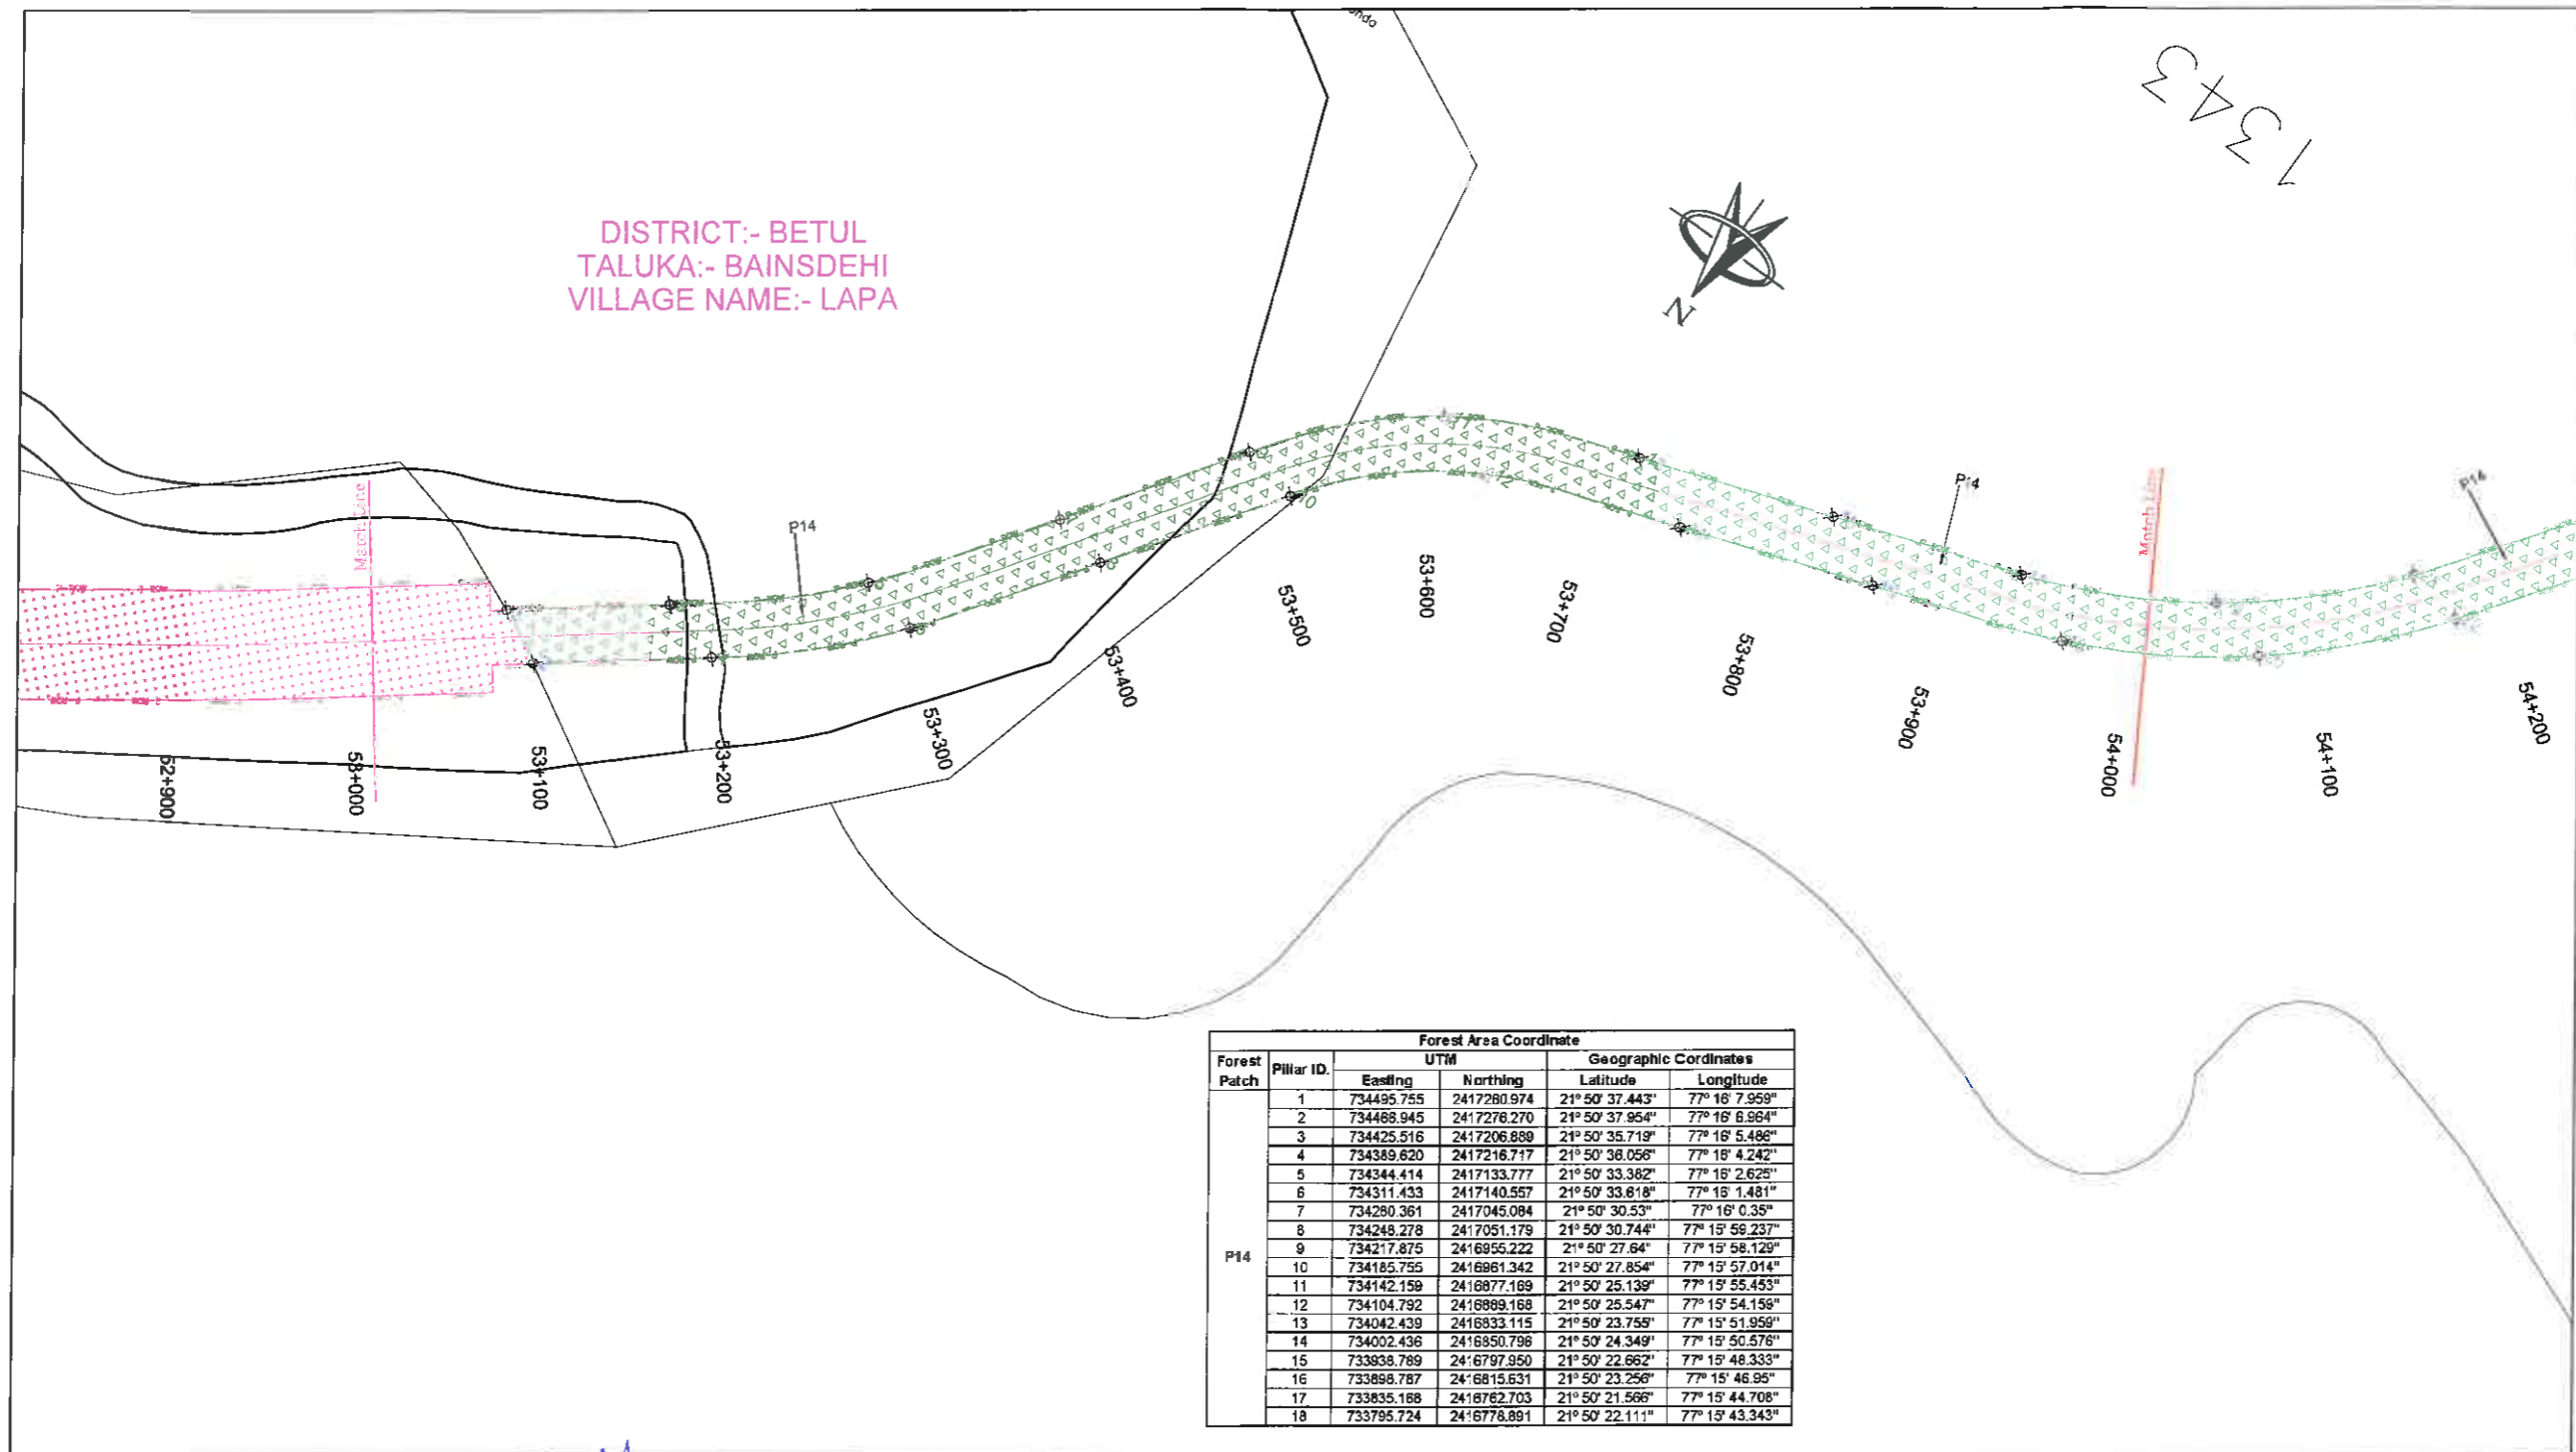 1343
DISTRICT:- BETUL
TALUKA:- BAINSDEHI
VILLAGE NAME:- LAPA
N
Match Line
P14
P14
Match Line
P14
52+900
53+000
53+100
53+200
53+300
53+400
53+500
53+600
53+700
53+800
53+900
54+000
54+100
54+200
Forest Area Coordinate
Forest Patch Pillar ID. UTM Geographic Cordinates
Easting Northing Latitude Longitude
P14
1 734495.755 2417260.974 21° 50' 37.443" 77° 16' 7.959"
2 734466.945 2417276.270 21° 50' 37.954" 77° 16' 6.964"
3 734425.516 2417206.889 21° 50' 35.719" 77° 16' 5.486"
4 734389.620 2417216.717 21° 50' 36.056" 77° 16' 4.242"
5 734344.414 2417133.777 21° 50' 33.382" 77° 16' 2.625"
6 734311.433 2417140.557 21° 50' 33.618" 77° 16' 1.481"
7 734280.361 2417045.084 21° 50' 30.53" 77° 16' 0.35"
8 734248.278 2417051.179 21° 50' 30.744" 77° 15' 59.237"
9 734217.875 2416955.222 21° 50' 27.64" 77° 15' 58.129"
10 734185.755 2416961.342 21° 50' 27.854" 77° 15' 57.014"
11 734142.159 2416877.169 21° 50' 25.139" 77° 15' 55.453"
12 734104.792 2416889.168 21° 50' 25.547" 77° 15' 54.159"
13 734042.439 2416833.115 21° 50' 23.755" 77° 15' 51.959"
14 734002.436 2416850.796 21° 50' 24.349" 77° 15' 50.576"
15 733938.789 2416797.950 21° 50' 22.662" 77° 15' 48.333"
16 733898.787 2416815.631 21° 50' 23.256" 77° 15' 46.95"
17 733835.168 2416762.703 21° 50' 21.566" 77° 15' 44.708"
18 733795.724 2416778.891 21° 50' 22.111" 77° 15' 43.343"